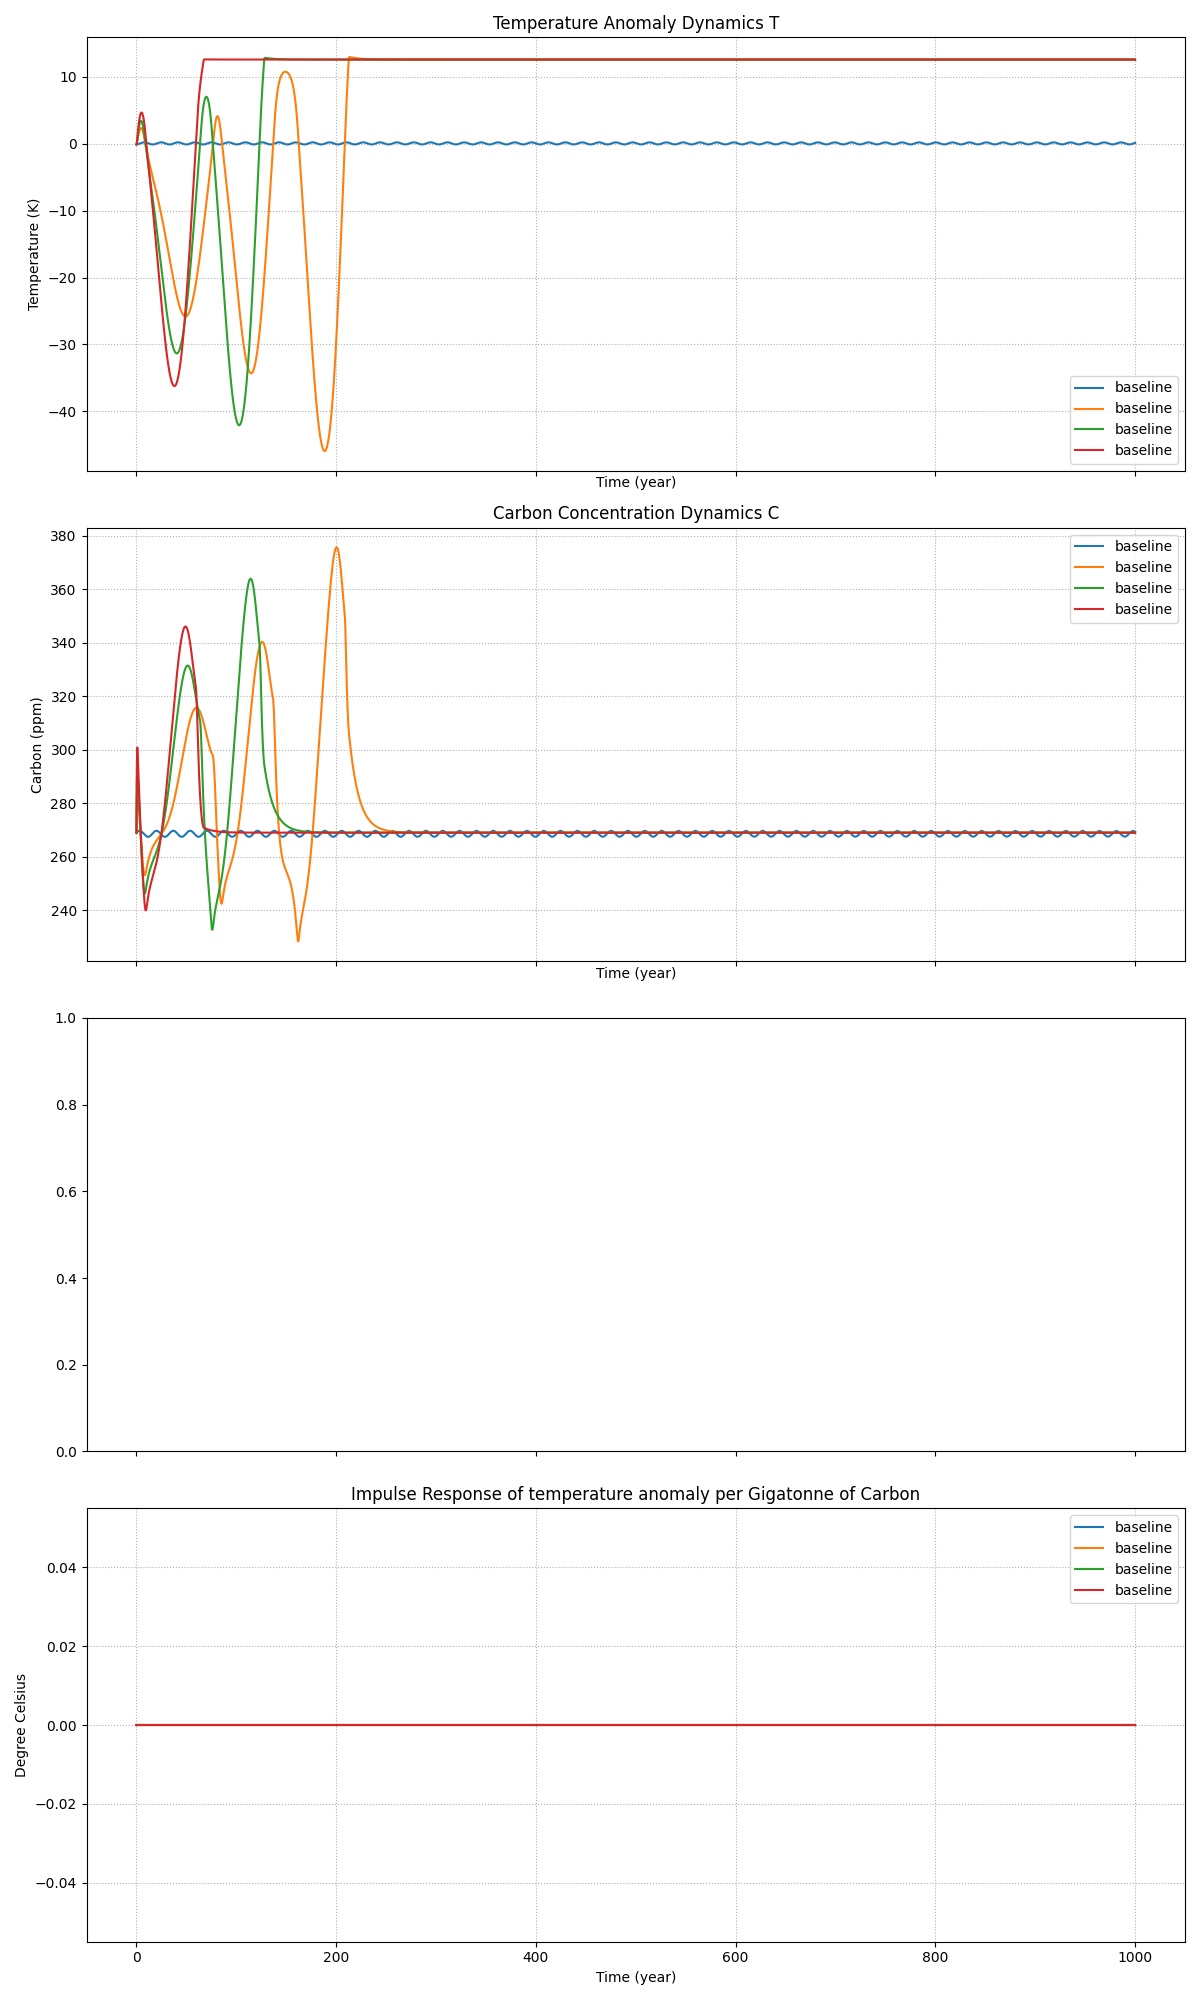 Temperature Anomaly Dynamics T
10
0
−10
−20
−30
−40
Temperature (K)
baseline
baseline
baseline
baseline
Time (year)
Carbon Concentration Dynamics C
380
360
340
320
300
280
260
240
Carbon (ppm)
baseline
baseline
baseline
baseline
Time (year)
1.0
0.8
0.6
0.4
0.2
0.0
Impulse Response of temperature anomaly per Gigatonne of Carbon
0.04
0.02
0.00
−0.02
−0.04
Degree Celsius
baseline
baseline
baseline
baseline
0 200 400 600 800 1000
Time (year)